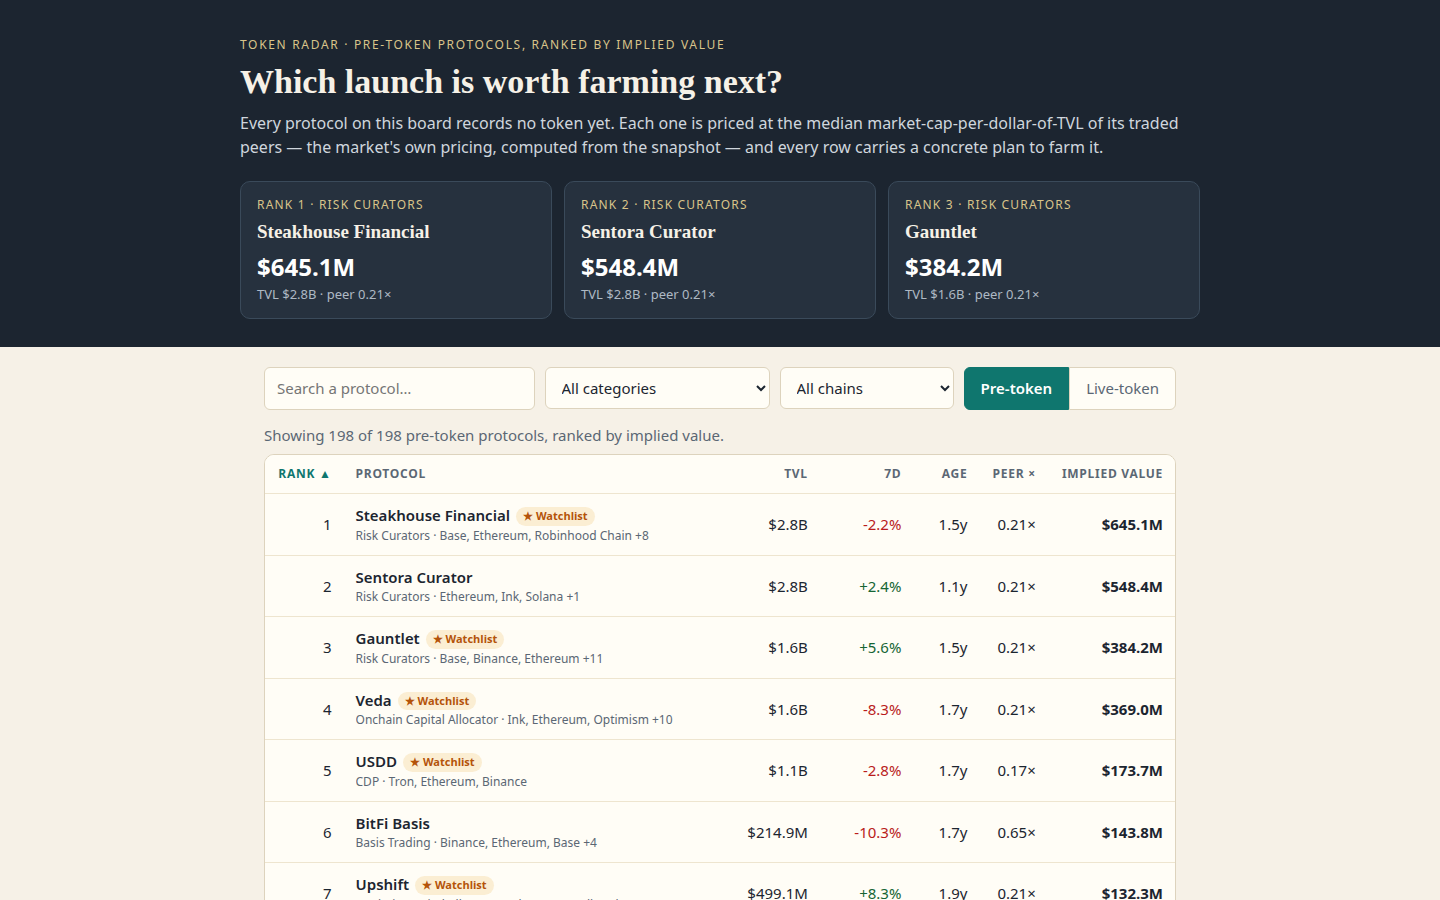 TOKEN RADAR · PRE-TOKEN PROTOCOLS, RANKED BY IMPLIED VALUE
Which launch is worth farming next?
Every protocol on this board records no token yet. Each one is priced at the median market-cap-per-dollar-of-TVL of its traded
peers — the market's own pricing, computed from the snapshot — and every row carries a concrete plan to farm it.
RANK 1 · RISK CURATORS
Steakhouse Financial
$645.1M
TVL $2.8B · peer 0.21×
RANK 2 · RISK CURATORS
Sentora Curator
$548.4M
TVL $2.8B · peer 0.21×
RANK 3 · RISK CURATORS
Gauntlet
$384.2M
TVL $1.6B · peer 0.21×
Search a protocol...
All categories
All chains
Pre-token
Live-token
Showing 198 of 198 pre-token protocols, ranked by implied value.
RANK ▲ PROTOCOL TVL 7D AGE PEER × IMPLIED VALUE
1 Steakhouse Financial ★ Watchlist $2.8B -2.2% 1.5y 0.21× $645.1M
Risk Curators · Base, Ethereum, Robinhood Chain +8
2 Sentora Curator $2.8B +2.4% 1.1y 0.21× $548.4M
Risk Curators · Ethereum, Ink, Solana +1
3 Gauntlet ★ Watchlist $1.6B +5.6% 1.5y 0.21× $384.2M
Risk Curators · Base, Binance, Ethereum +11
4 Veda ★ Watchlist $1.6B -8.3% 1.7y 0.21× $369.0M
Onchain Capital Allocator · Ink, Ethereum, Optimism +10
5 USDD ★ Watchlist $1.1B -2.8% 1.7y 0.17× $173.7M
CDP · Tron, Ethereum, Binance
6 BitFi Basis $214.9M -10.3% 1.7y 0.65× $143.8M
Basis Trading · Binance, Ethereum, Base +4
7 Upshift ★ Watchlist $499.1M +8.3% 1.9y 0.21× $132.3M